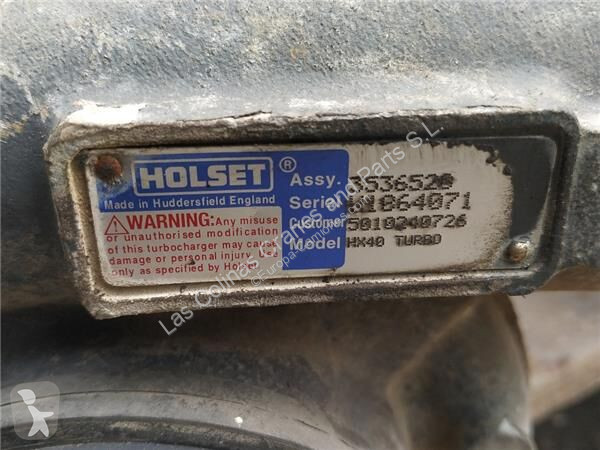 HOLSET ®
Made in Huddersfield England
WARNING: Any misuse
or unauthorised modification
of this turbocharger may cause
damage or personal injury. Use
only as specified by Holset
Assy. 3536520
Serial 1864071
Customer 5010240726
Model HX40 TURBO
Las Colinas Spares and Parts S.L.